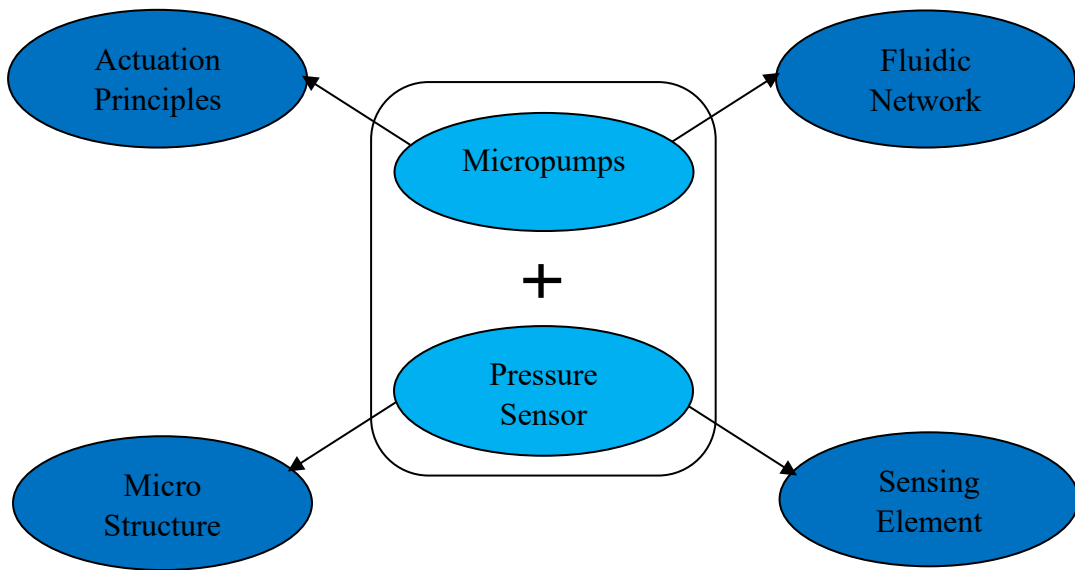 Actuation
Principles
Fluidic
Network
Micropumps
+
Pressure
Sensor
Micro
Structure
Sensing
Element